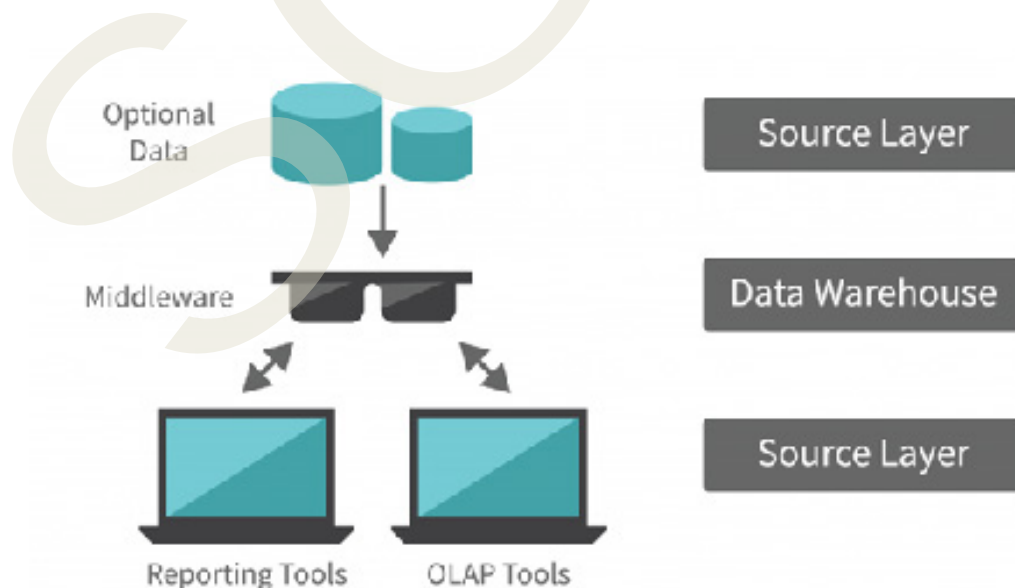 Optional
Data
Source Layer
Middleware
Data Warehouse
Source Layer
Reporting Tools
OLAP Tools